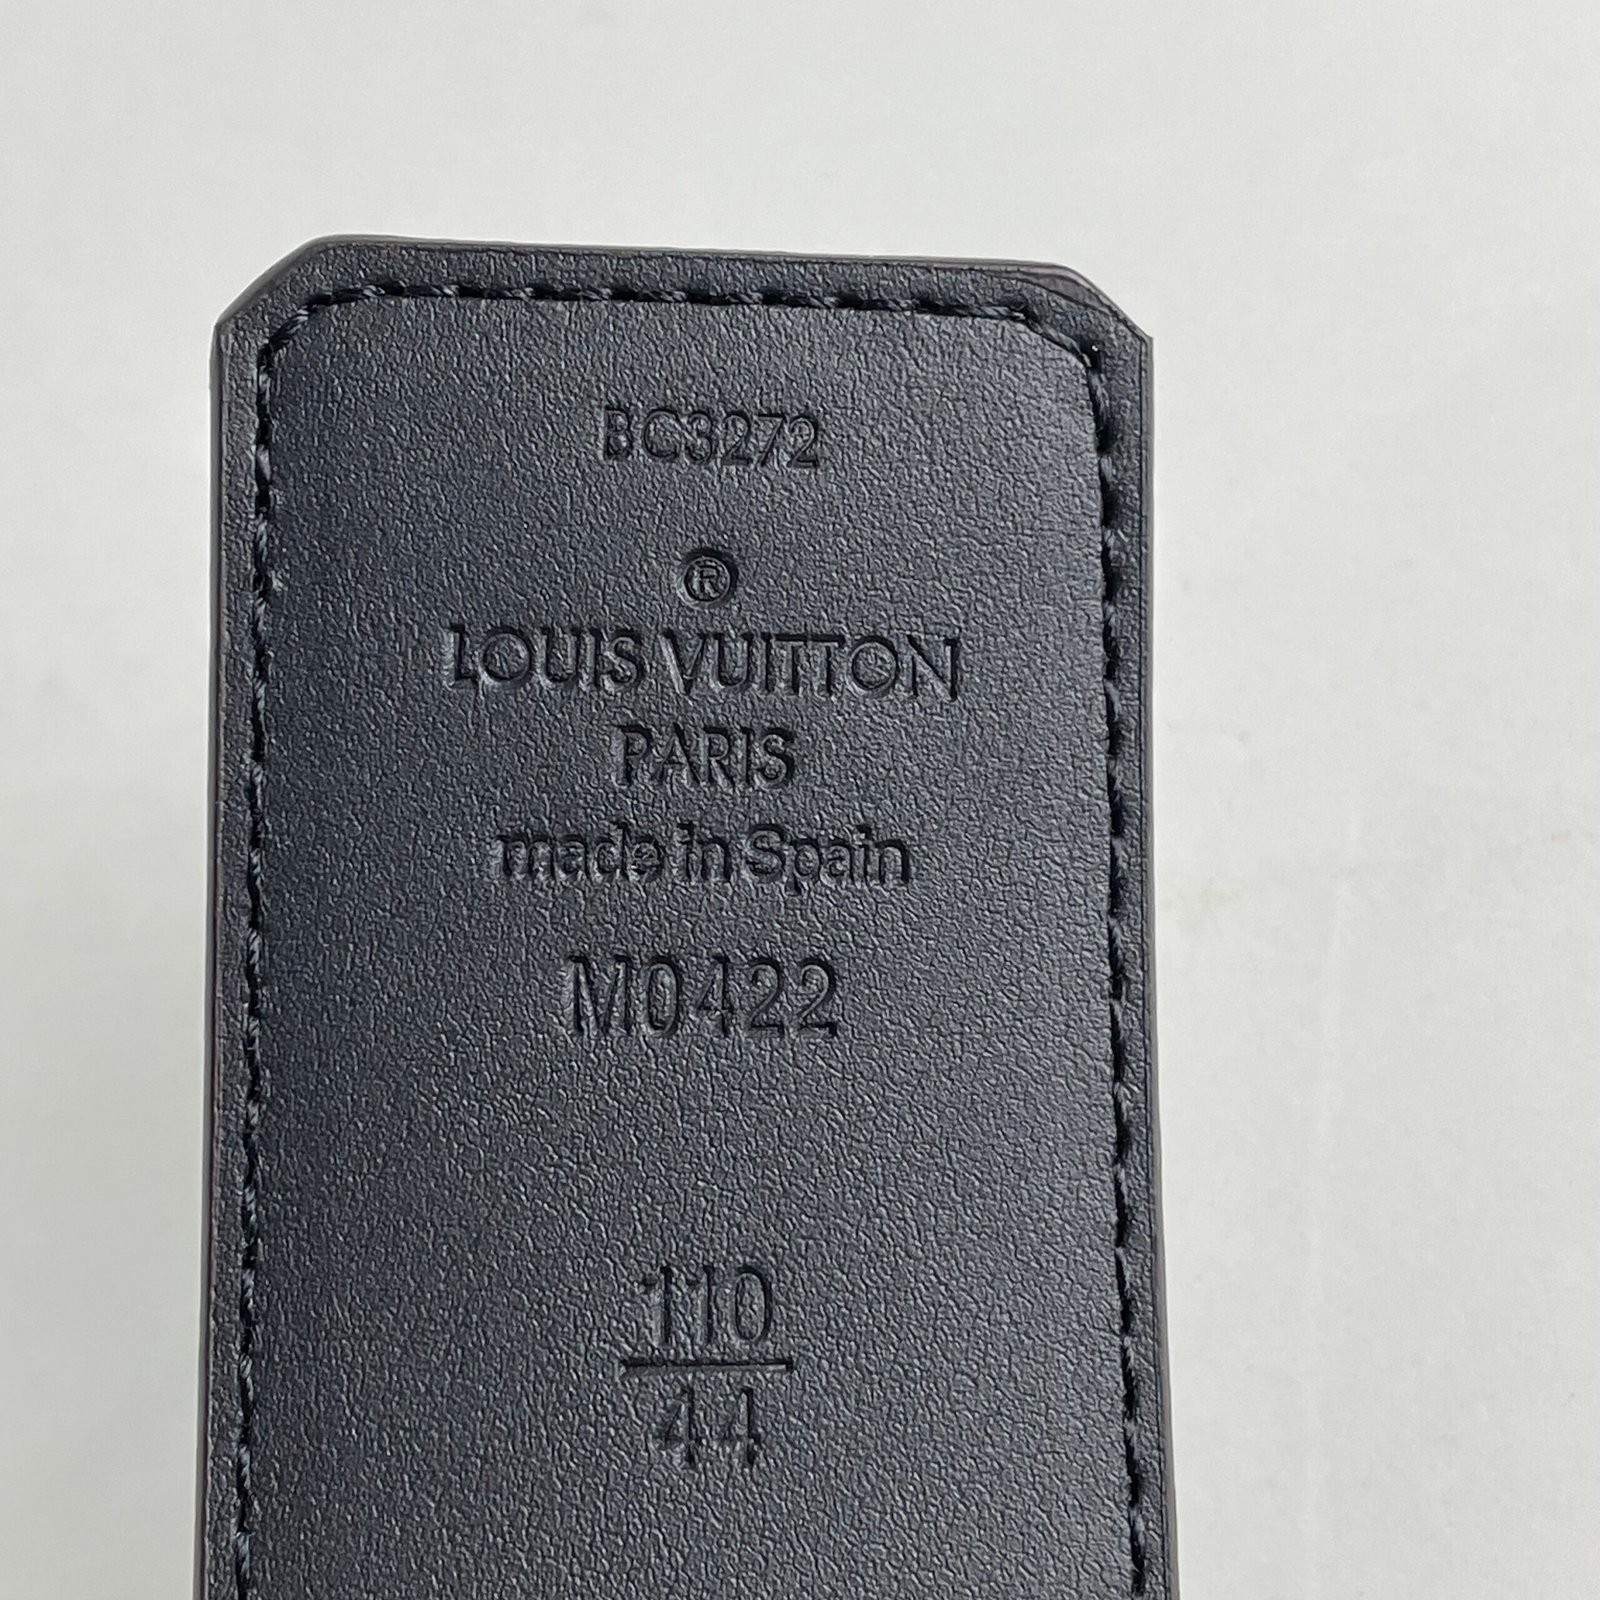 BC3272
®
LOUIS VUITTON
PARIS
made in Spain
M0422
110
44